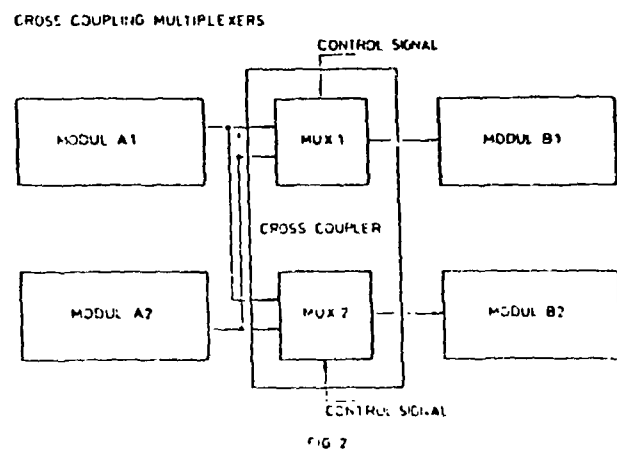 CROSS COUPLING MULTIPLEXERS
CONTROL SIGNAL
MODUL A1
MUX 1
MODUL B1
CROSS COUPLER
MODUL A2
MUX 2
MODUL B2
CONTROL SIGNAL
FIG 2